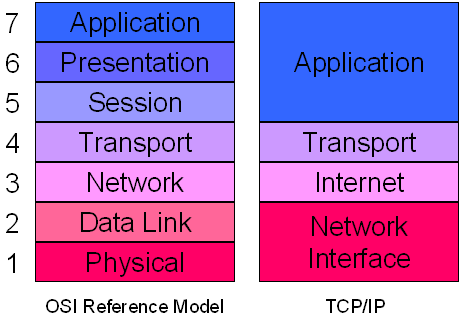 7 Application
6 Presentation
5 Session
4 Transport
3 Network
2 Data Link
1 Physical
OSI Reference Model
Application
Transport
Internet
Network
Interface
TCP/IP